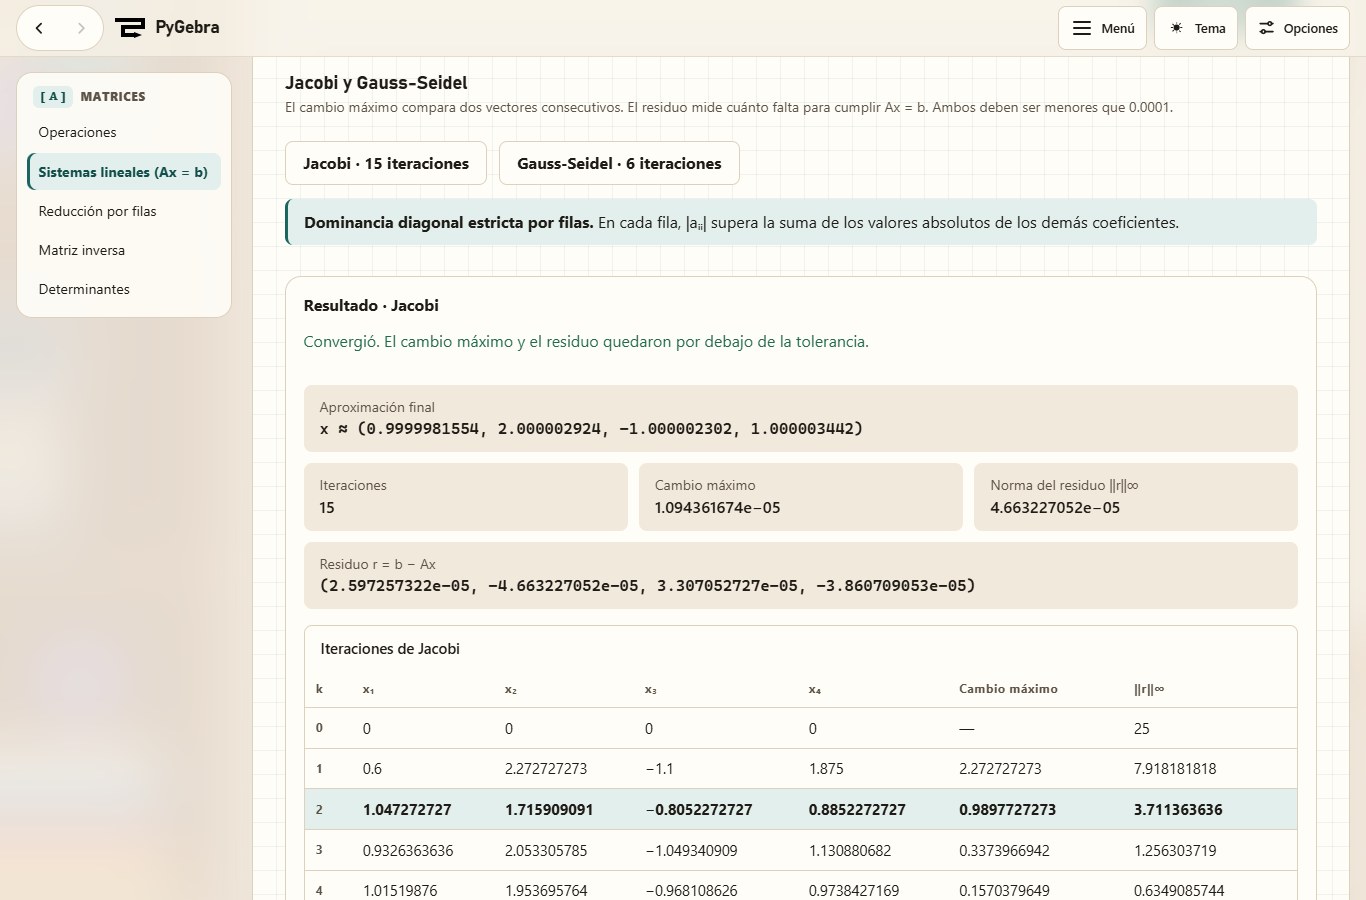 PyGebra
Menú
Tema
Opciones
[ A ] MATRICES
Operaciones
Sistemas lineales (Ax = b)
Reducción por filas
Matriz inversa
Determinantes
Jacobi y Gauss-Seidel
El cambio máximo compara dos vectores consecutivos. El residuo mide cuánto falta para cumplir Ax = b. Ambos deben ser menores que 0.0001.
Jacobi · 15 iteraciones
Gauss-Seidel · 6 iteraciones
Dominancia diagonal estricta por filas. En cada fila, |aᵢᵢ| supera la suma de los valores absolutos de los demás coeficientes.
Resultado · Jacobi
Convergió. El cambio máximo y el residuo quedaron por debajo de la tolerancia.
Aproximación final
x ≈ (0.9999981554, 2.000002924, −1.000002302, 1.000003442)
Iteraciones
15
Cambio máximo
1.094361674e−05
Norma del residuo ||r||∞
4.663227052e−05
Residuo r = b − Ax
(2.597257322e−05, −4.663227052e−05, 3.307052727e−05, −3.860709053e−05)
Iteraciones de Jacobi
k x₁ x₂ x₃ x₄ Cambio máximo ||r||∞
0 0 0 0 0 — 25
1 0.6 2.272727273 −1.1 1.875 2.272727273 7.918181818
2 1.047272727 1.715909091 −0.8052272727 0.8852272727 0.9897727273 3.711363636
3 0.9326363636 2.053305785 −1.049340909 1.130880682 0.3373966942 1.256303719
4 1.01519876 1.953695764 −0.968108626 0.9738427169 0.1570379649 0.6349085744